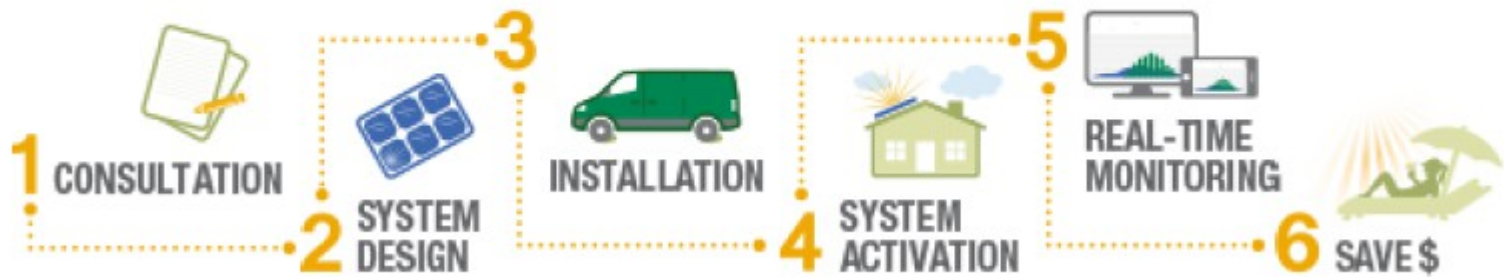 1 CONSULTATION
2 SYSTEM
DESIGN
3 INSTALLATION
4 SYSTEM
ACTIVATION
5 REAL-TIME
MONITORING
6 SAVE $